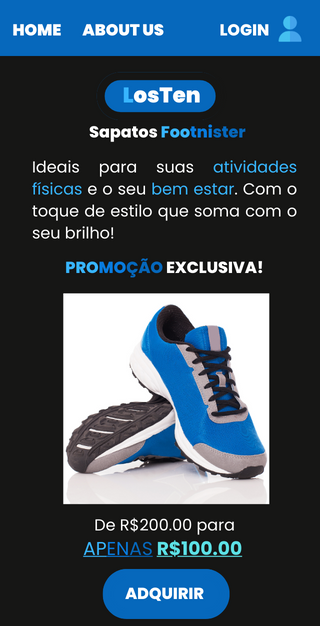 HOME ABOUT US LOGIN
LosTen
Sapatos Footnister
Ideais para suas atividades
físicas e o seu bem estar. Com o
toque de estilo que soma com o
seu brilho!
PROMOÇÃO EXCLUSIVA!
De R$200.00 para
APENAS R$100.00
ADQUIRIR